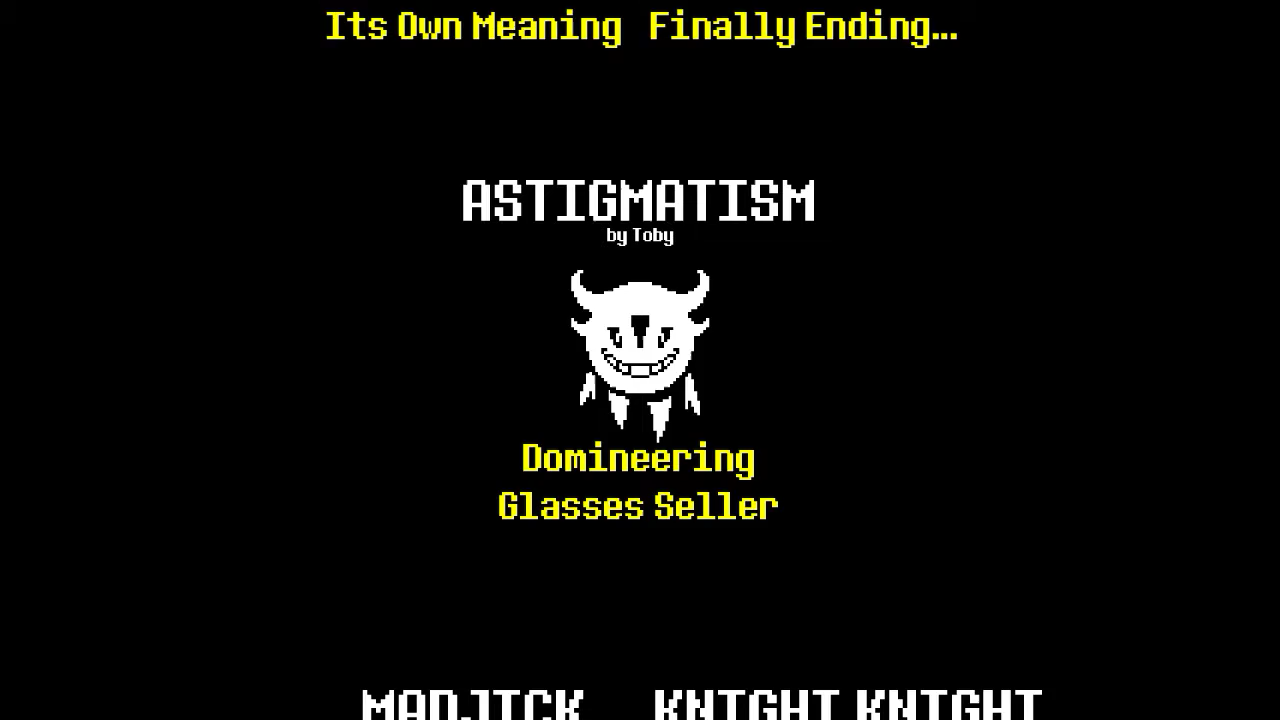 Its Own Meaning Finally Ending...
ASTIGMATISM
by Toby
Domineering
Glasses Seller
MADJICK KNIGHT KNIGHT